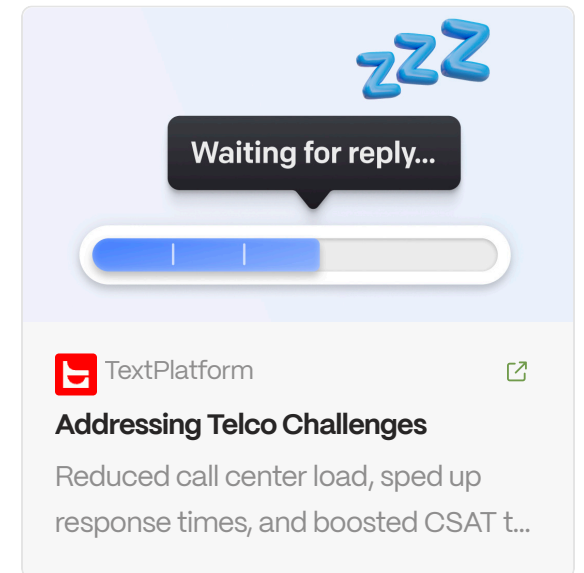 zzz
Waiting for reply...
TextPlatform
Addressing Telco Challenges
Reduced call center load, sped up
response times, and boosted CSAT t...